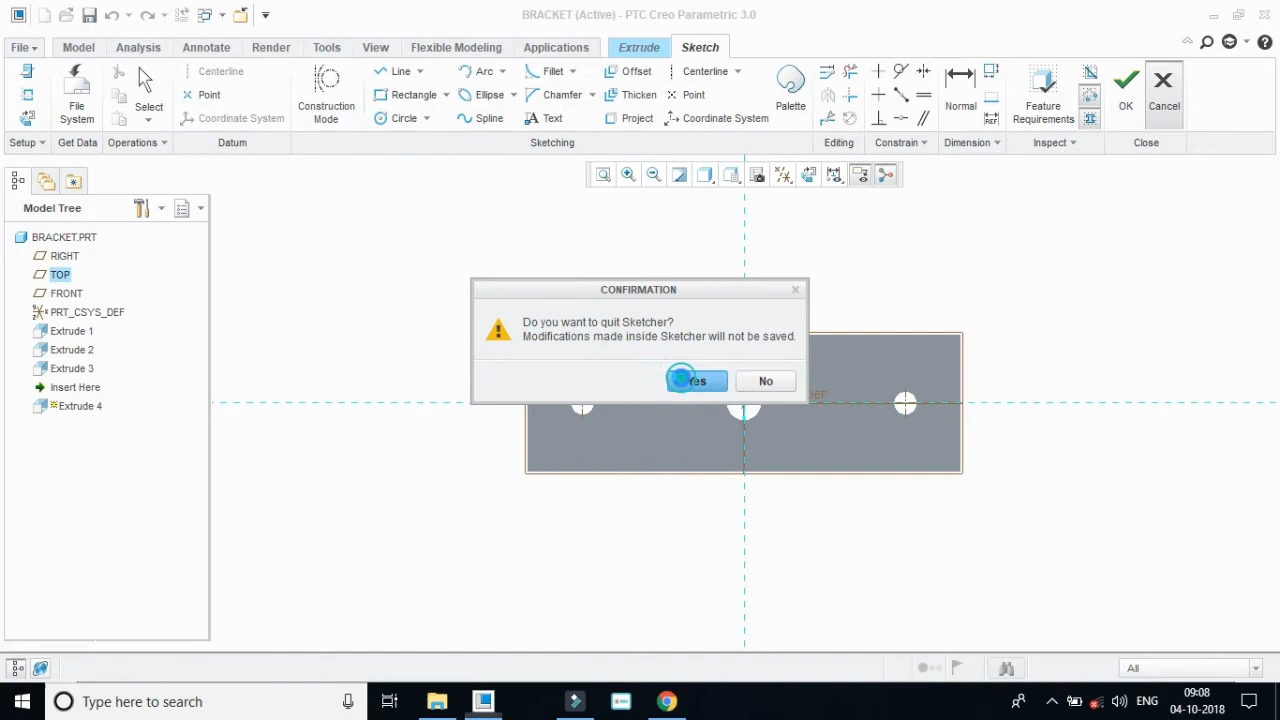 BRACKET (Active) - PTC Creo Parametric 3.0
File Model Analysis Annotate Render Tools View Flexible Modeling Applications Extrude Sketch
File System
Select
Centerline
Point
Coordinate System
Construction Mode
Line Arc Fillet Offset Centerline
Rectangle Ellipse Chamfer Thicken Point
Circle Spline Text Project Coordinate System
Palette
Normal
REF
Feature Requirements
OK
Cancel
Setup Get Data Operations Datum Sketching Editing Constrain Dimension Inspect Close
Model Tree
BRACKET.PRT
RIGHT
TOP
FRONT
PRT_CSYS_DEF
Extrude 1
Extrude 2
Extrude 3
Insert Here
Extrude 4
CONFIRMATION
Do you want to quit Sketcher?
Modifications made inside Sketcher will not be saved.
Yes No
DEF
All
Type here to search
ENG
09:08
04-10-2018